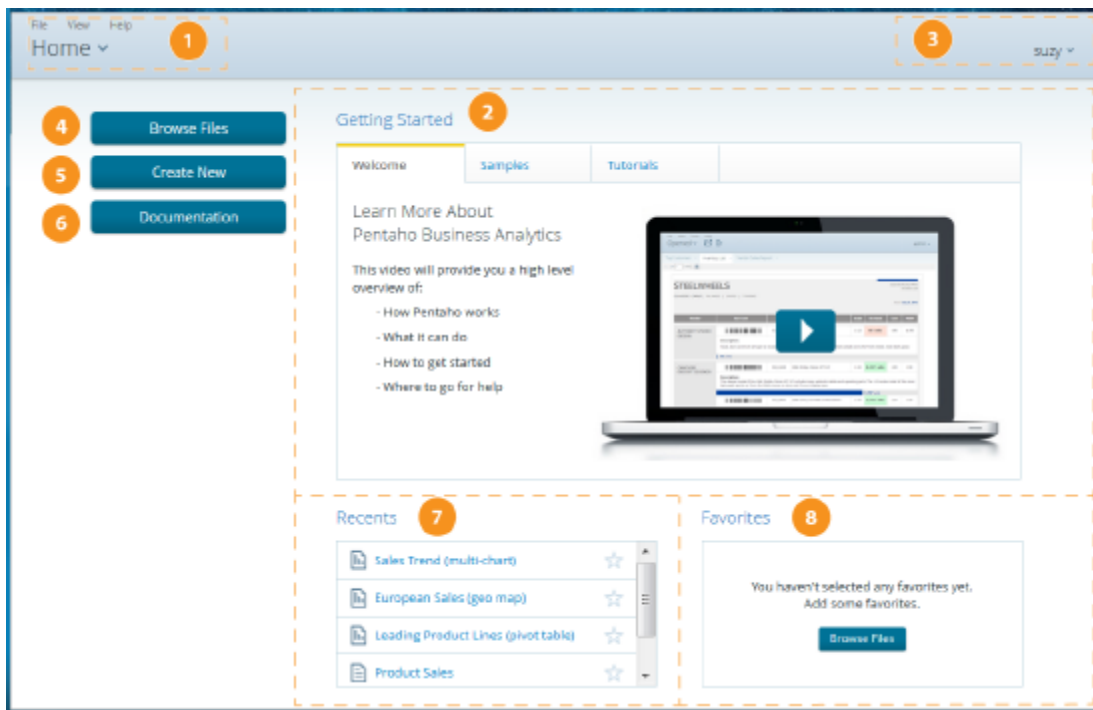 File View Help
1
Home
3
suzy
4
Browse Files
5
Create New
6
Documentation
Getting Started
2
Welcome
Samples
Tutorials
Learn More About
Pentaho Business Analytics
This video will provide you a high level
overview of:
- How Pentaho works
- What it can do
- How to get started
- Where to go for help
Opened
STEELWHEELS
Recents
7
Sales Trend (multi-chart)
European Sales (geo map)
Leading Product Lines (pivot table)
Product Sales
Favorites
8
You haven't selected any favorites yet.
Add some favorites.
Browse Files